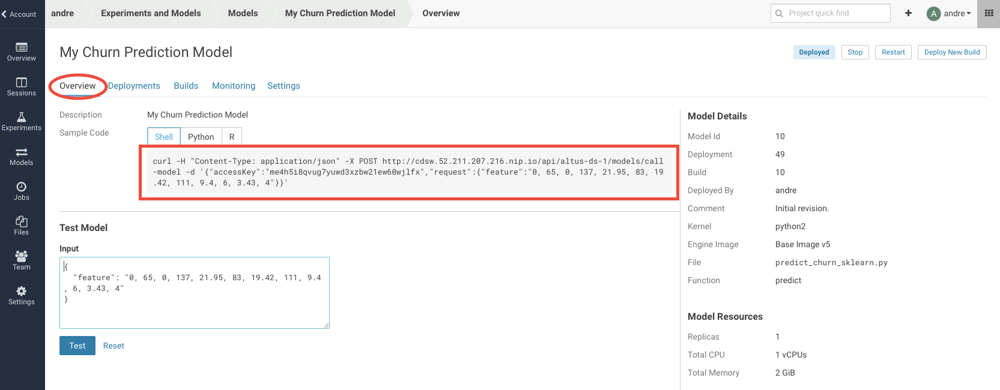 Account
andre
Experiments and Models
Models
My Churn Prediction Model
Overview
Project quick find
A
andre
Overview
Sessions
Experiments
Models
Jobs
Files
Team
Settings
My Churn Prediction Model
Deployed
Stop
Restart
Deploy New Build
Overview
Deployments
Builds
Monitoring
Settings
Description
My Churn Prediction Model
Sample Code
Shell
Python
R
curl -H "Content-Type: application/json" -X POST http://cdsw.52.211.207.216.nip.io/api/altus-ds-1/models/call
-model -d '{"accessKey":"me4h5i8qvug7yuwd3xzbw21ew60wjlfx","request":{"feature":"0, 65, 0, 137, 21.95, 83, 19
.42, 111, 9.4, 6, 3.43, 4"}}'
Test Model
Input
{
"feature": "0, 65, 0, 137, 21.95, 83, 19.42, 111, 9.4
, 6, 3.43, 4"
}
Test
Reset
Model Details
Model Id 10
Deployment 49
Build 10
Deployed By andre
Comment Initial revision.
Kernel python2
Engine Image Base Image v5
File predict_churn_sklearn.py
Function predict
Model Resources
Replicas 1
Total CPU 1 vCPUs
Total Memory 2 GiB